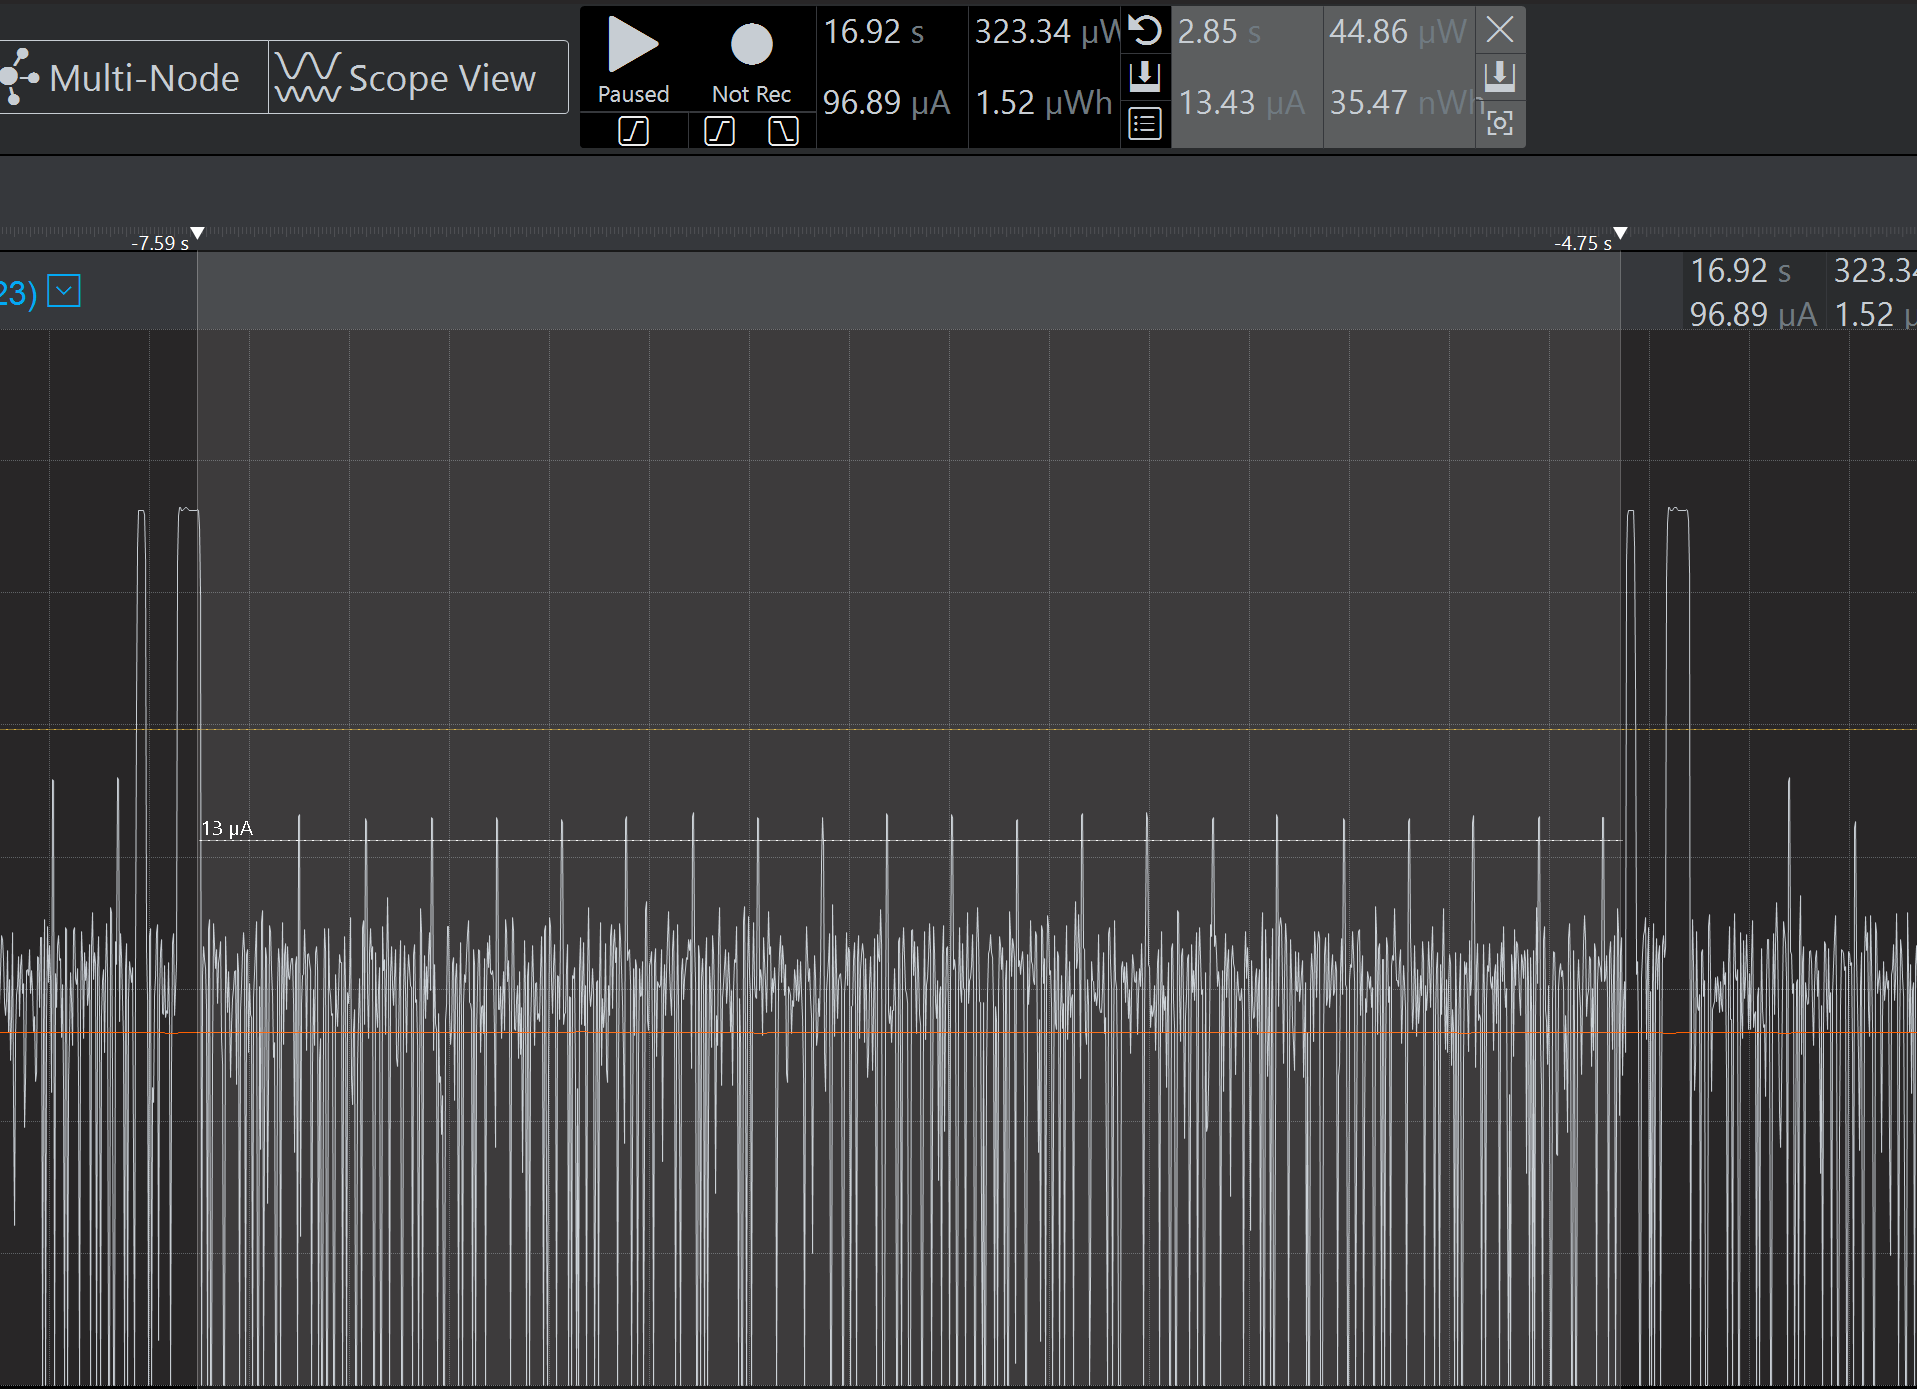 Multi-Node
Scope View
Paused
Not Rec
16.92 s
96.89 µA
323.34 µW
1.52 µWh
2.85 s
13.43 µA
44.86 µW
35.47 nWh
-7.59 s
-4.75 s
23)
16.92 s
96.89 µA
323.34
1.52 µ
13 µA